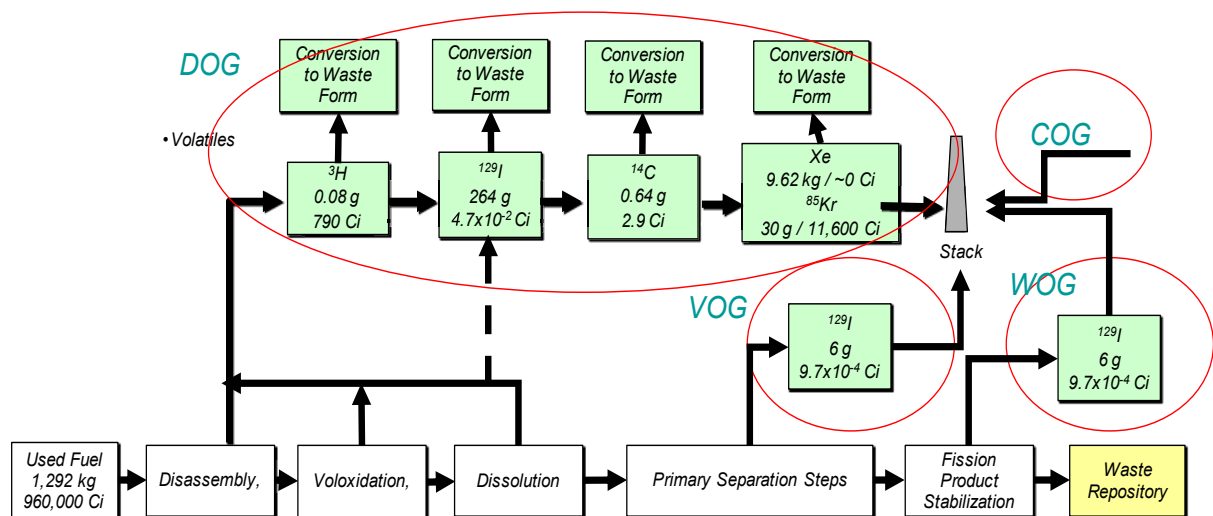 DOG
Conversion
to Waste
Form
Conversion
to Waste
Form
Conversion
to Waste
Form
Conversion
to Waste
Form
• Volatiles
³H
0.08 g
790 Ci
¹²⁹I
264 g
4.7x10⁻² Ci
¹⁴C
0.64 g
2.9 Ci
Xe
9.62 kg / ~0 Ci
⁸⁵Kr
30 g / 11,600 Ci
COG
Stack
VOG
¹²⁹I
6 g
9.7x10⁻⁴ Ci
WOG
¹²⁹I
6 g
9.7x10⁻⁴ Ci
Used Fuel
1,292 kg
960,000 Ci
Disassembly,
Voloxidation,
Dissolution
Primary Separation Steps
Fission
Product
Stabilization
Waste
Repository